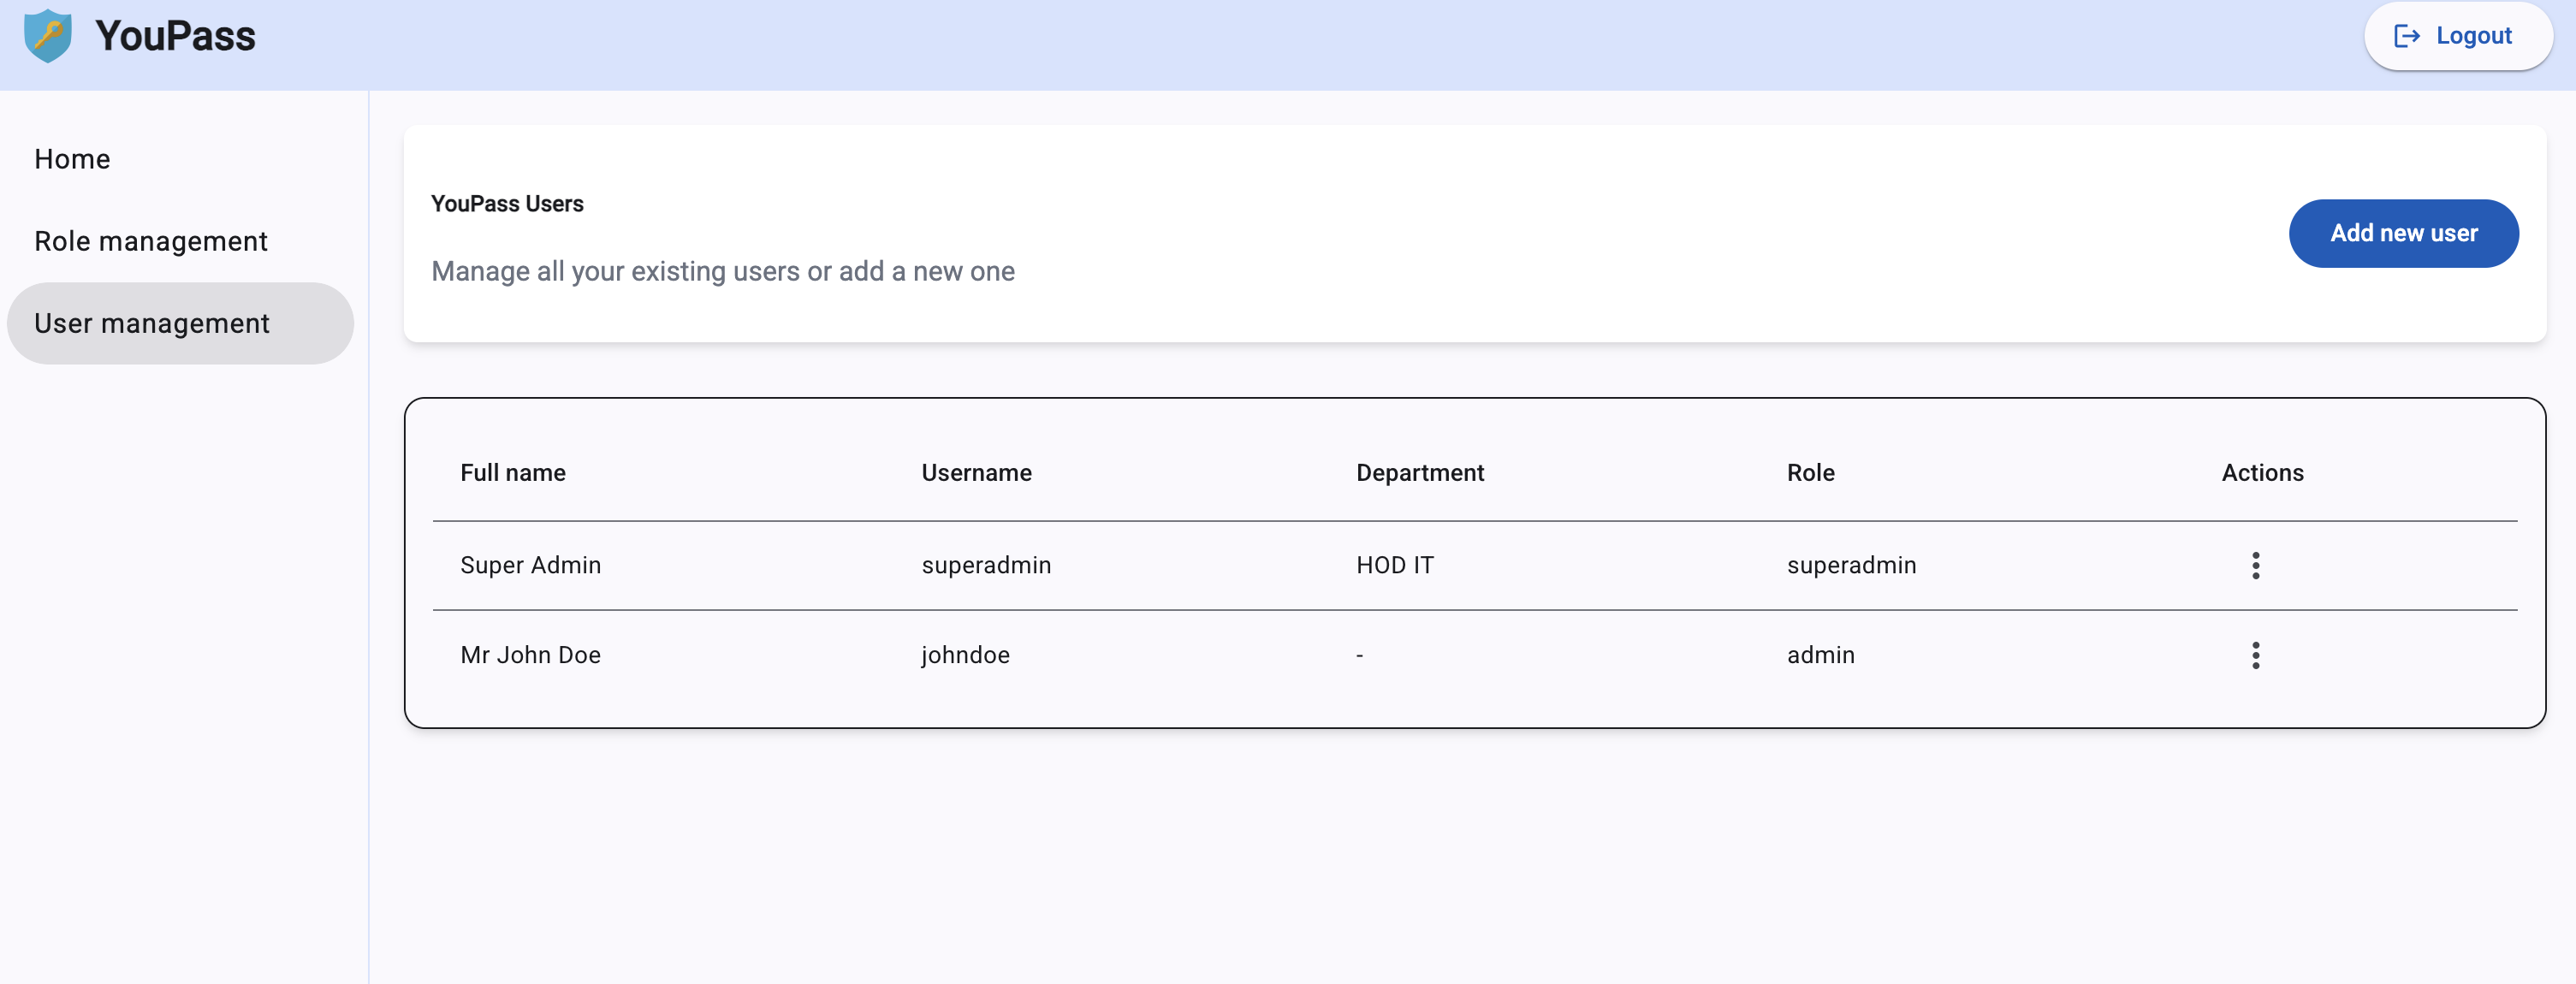 YouPass
Logout
Home
Role management
User management
YouPass Users
Manage all your existing users or add a new one
Add new user
Full name Username Department Role Actions
Super Admin superadmin HOD IT superadmin
Mr John Doe johndoe - admin